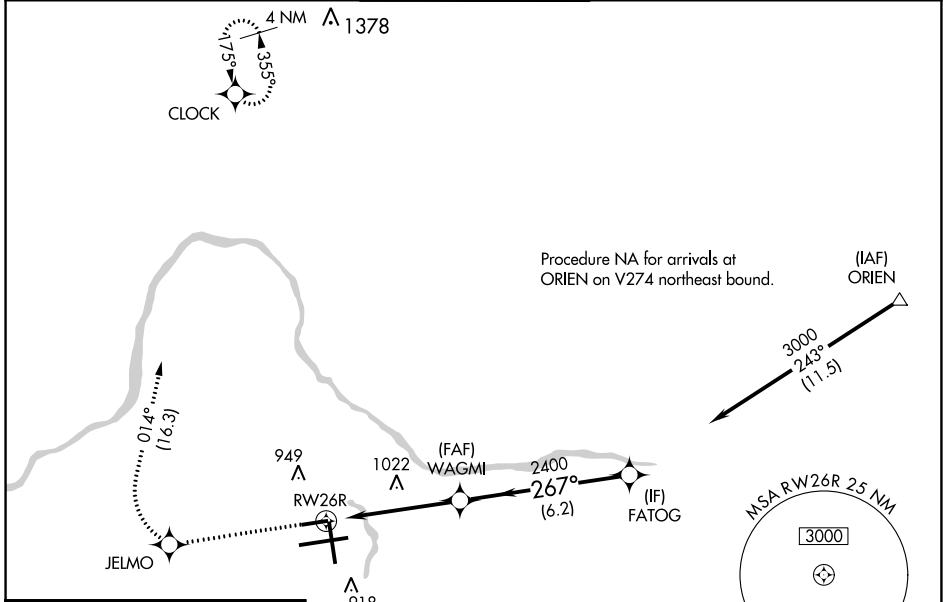 4 NM
1378
175°
355°
CLOCK
Procedure NA for arrivals at
ORIEN on V274 northeast bound.
(IAF)
ORIEN
3000
243°
(11.5)
014°
(16.3)
949
1022
(FAF)
WAGMI
2400
267°
(6.2)
(IF)
FATOG
RW26R
JELMO
MSA RW26R 25 NM
3000